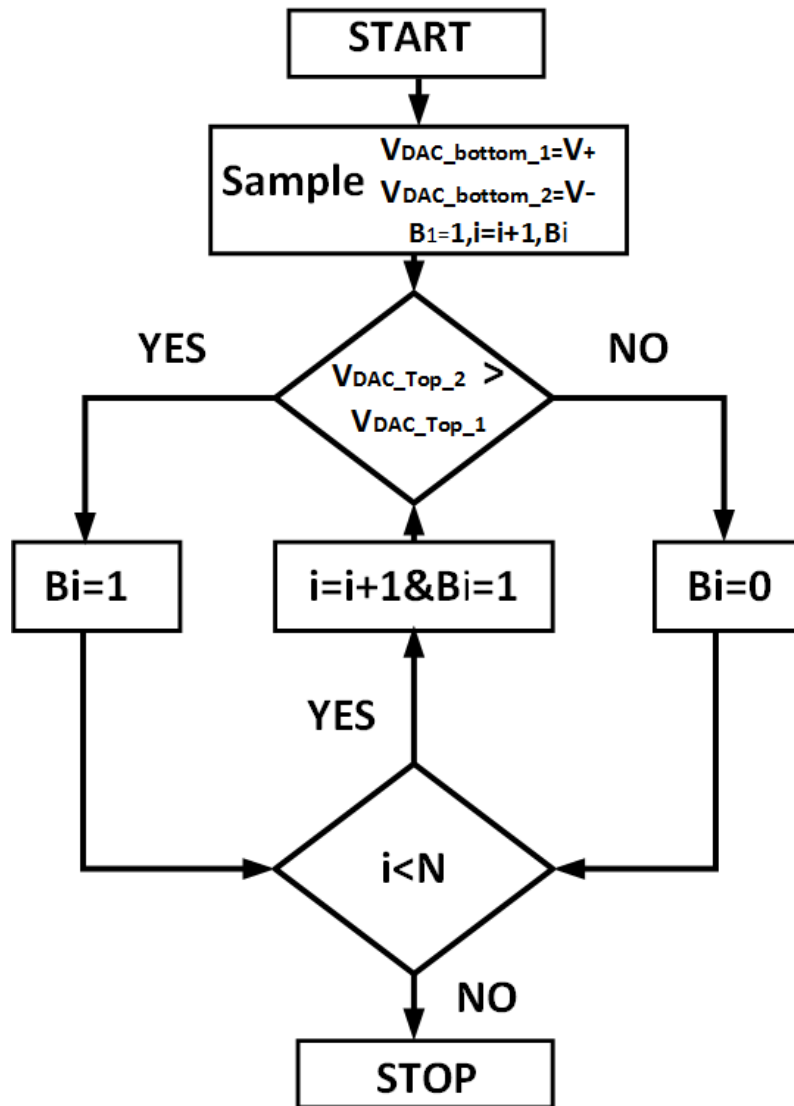 START
Sample
VDAC_bottom_1=V+
VDAC_bottom_2=V−
B1=1,i=i+1,Bi
YES
NO
VDAC_Top_2 >
VDAC_Top_1
Bi=1
i=i+1&Bi=1
Bi=0
YES
i<N
NO
STOP